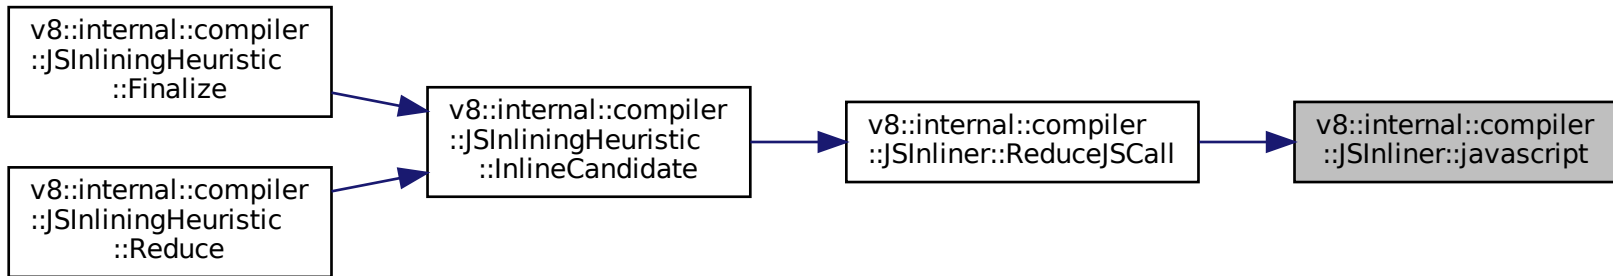 v8::internal::compiler
::JSInliningHeuristic
::Finalize
v8::internal::compiler
::JSInliningHeuristic
::Reduce
v8::internal::compiler
::JSInliningHeuristic
::InlineCandidate
v8::internal::compiler
::JSInliner::ReduceJSCall
v8::internal::compiler
::JSInliner::javascript